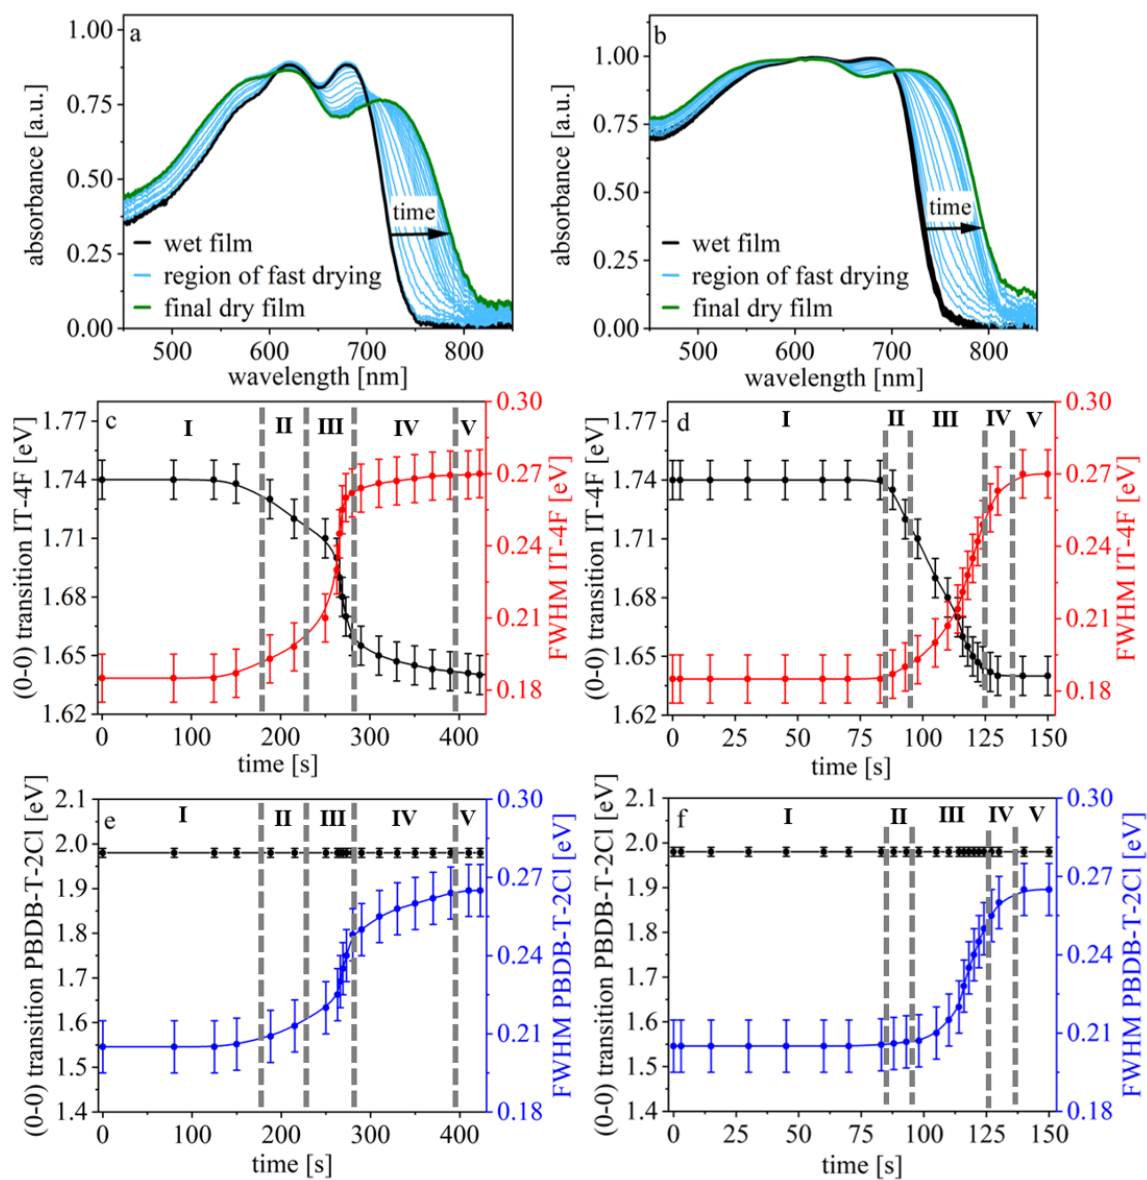 a
absorbance [a.u.]
1.00
0.75
0.50
0.25
0.00
time
wet film
region of fast drying
final dry film
500 600 700 800
wavelength [nm]
b
absorbance [a.u.]
1.00
0.75
0.50
0.25
0.00
time
wet film
region of fast drying
final dry film
500 600 700 800
wavelength [nm]
c
(0-0) transition IT-4F [eV]
1.77
1.74
1.71
1.68
1.65
1.62
I II III IV V
0.30
0.27
0.24
0.21
0.18
FWHM IT-4F [eV]
0 100 200 300 400
time [s]
d
(0-0) transition IT-4F [eV]
1.77
1.74
1.71
1.68
1.65
1.62
I II III IV V
0.30
0.27
0.24
0.21
0.18
FWHM IT-4F [eV]
0 25 50 75 100 125 150
time [s]
e
(0-0) transition PBDB-T-2Cl [eV]
2.1
2.0
1.9
1.8
1.7
1.6
1.5
1.4
I II III IV V
0.30
0.27
0.24
0.21
0.18
FWHM PBDB-T-2Cl [eV]
0 100 200 300 400
time [s]
f
(0-0) transition PBDB-T-2Cl [eV]
2.1
2.0
1.9
1.8
1.7
1.6
1.5
1.4
I II III IV V
0.30
0.27
0.24
0.21
0.18
FWHM PBDB-T-2Cl [eV]
0 25 50 75 100 125 150
time [s]